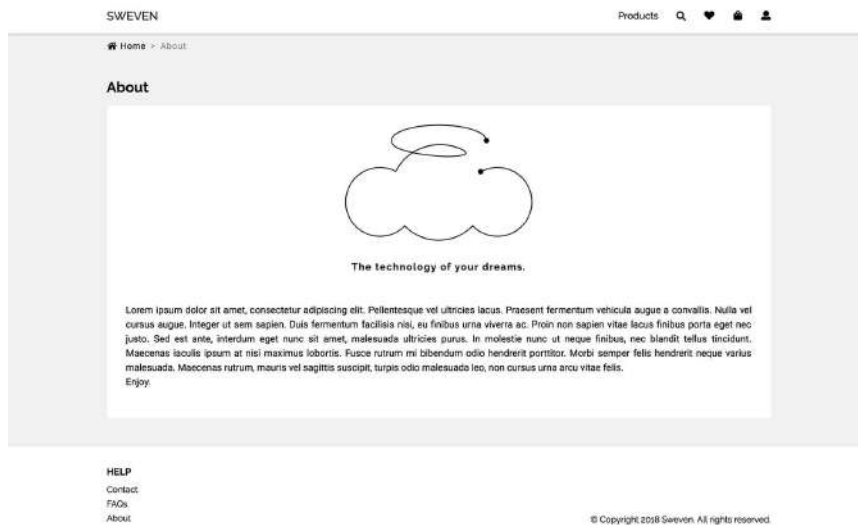 SWEVEN
Products
Home > About
About
The technology of your dreams.
Lorem ipsum dolor sit amet, consectetur adipiscing elit. Pellentesque vel ultricies lacus. Praesent fermentum vehicula augue a convallis. Nulla vel
cursus augue. Integer ut sem sapien. Duis fermentum facilisis nisi, eu finibus urna viverra ac. Proin non sapien vitae lacus finibus porta eget nec
justo. Sed est ante, interdum eget nunc sit amet, malesuada ultricies purus. In molestie nunc ut neque finibus, nec blandit tellus tincidunt.
Maecenas iaculis ipsum at nisi maximus lobortis. Fusce rutrum mi bibendum odio hendrerit porttitor. Morbi semper felis hendrerit neque varius
malesuada. Maecenas rutrum, mauris vel sagittis suscipit, turpis odio malesuada leo, non cursus urna arcu vitae felis.
Enjoy.
HELP
Contact
FAQs
About
© Copyright 2018 Sweven. All rights reserved.